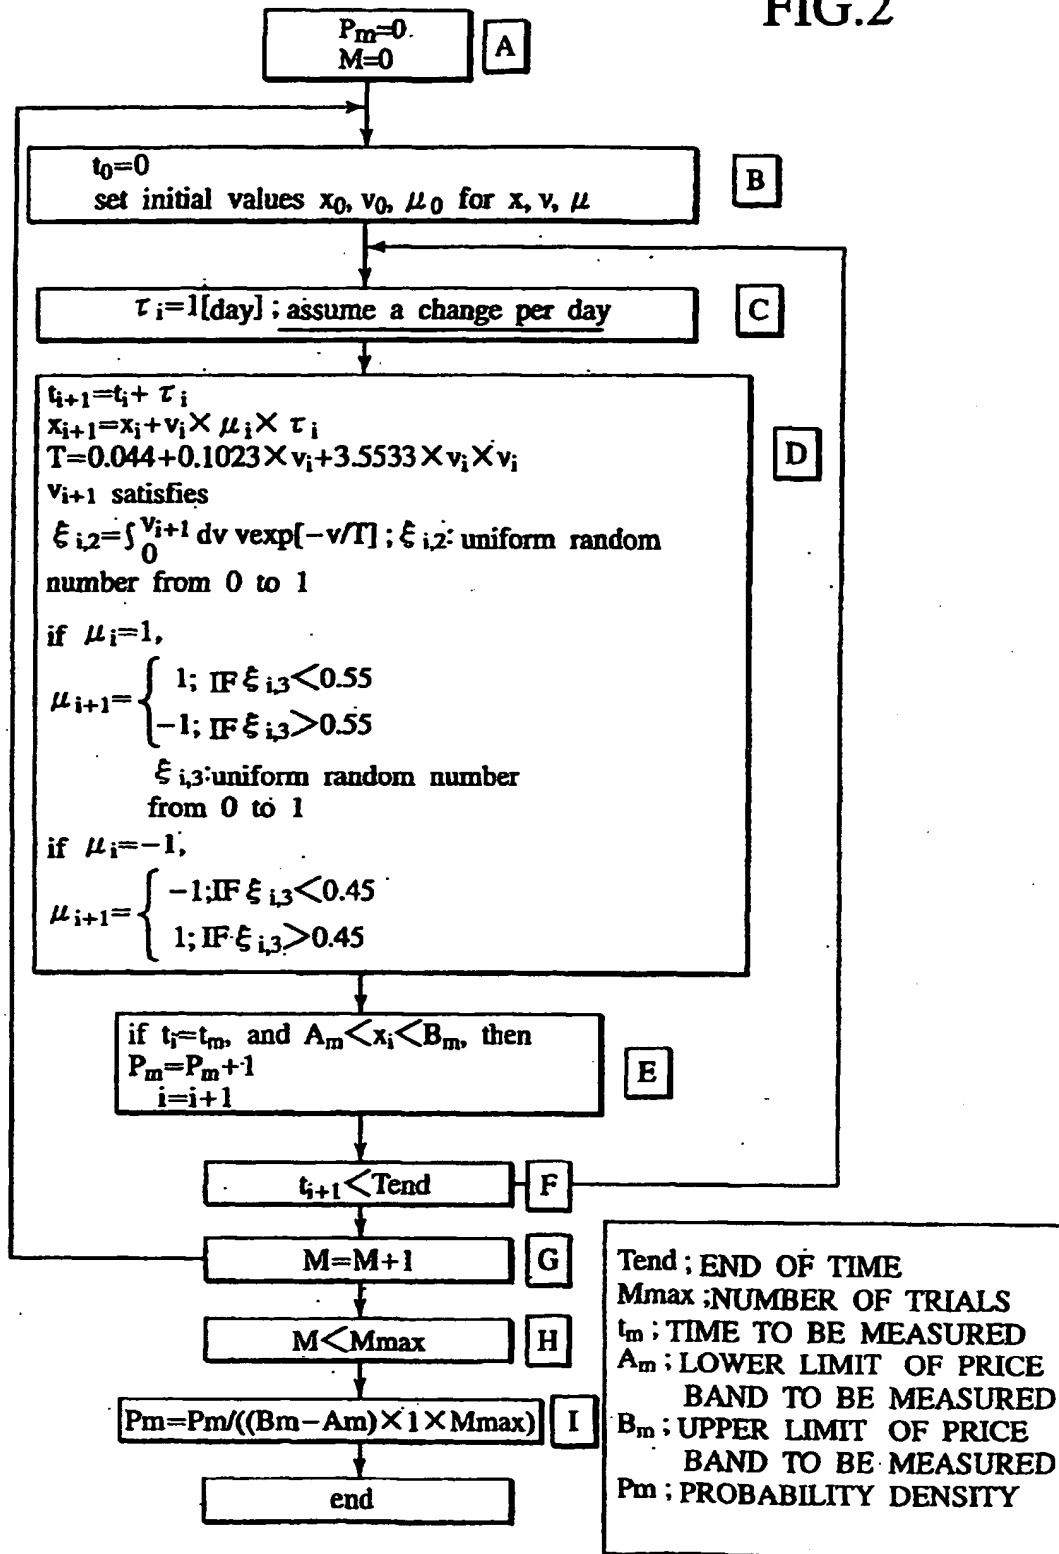 FIG.2
Pm=0.
M=0
A
t0=0
set initial values x0, v0, μ0 for x, v, μ
B
τi=1[day] ; assume a change per day
C
ti+1=ti+ τi
xi+1=xi+vi× μi× τi
T=0.044+0.1023×vi+3.5533×vi×vi
vi+1 satisfies
ξi,2=∫0^vi+1 dv vexp[-v/T] ; ξi,2: uniform random
number from 0 to 1
if μi=1,
μi+1= { 1; IF ξi,3<0.55
-1; IF ξi,3>0.55
ξi,3:uniform random number
from 0 to 1
if μi=-1,
μi+1= { -1;IF ξi,3<0.45
1; IF ξi,3>0.45
D
if ti=tm, and Am<xi<Bm, then
Pm=Pm+1
i=i+1
E
ti+1<Tend
F
M=M+1
G
M<Mmax
H
Pm=Pm/((Bm-Am)×1×Mmax)
I
end
Tend ; END OF TIME
Mmax ;NUMBER OF TRIALS
tm ; TIME TO BE MEASURED
Am ; LOWER LIMIT OF PRICE
BAND TO BE MEASURED
Bm ; UPPER LIMIT OF PRICE
BAND TO BE MEASURED
Pm ; PROBABILITY DENSITY